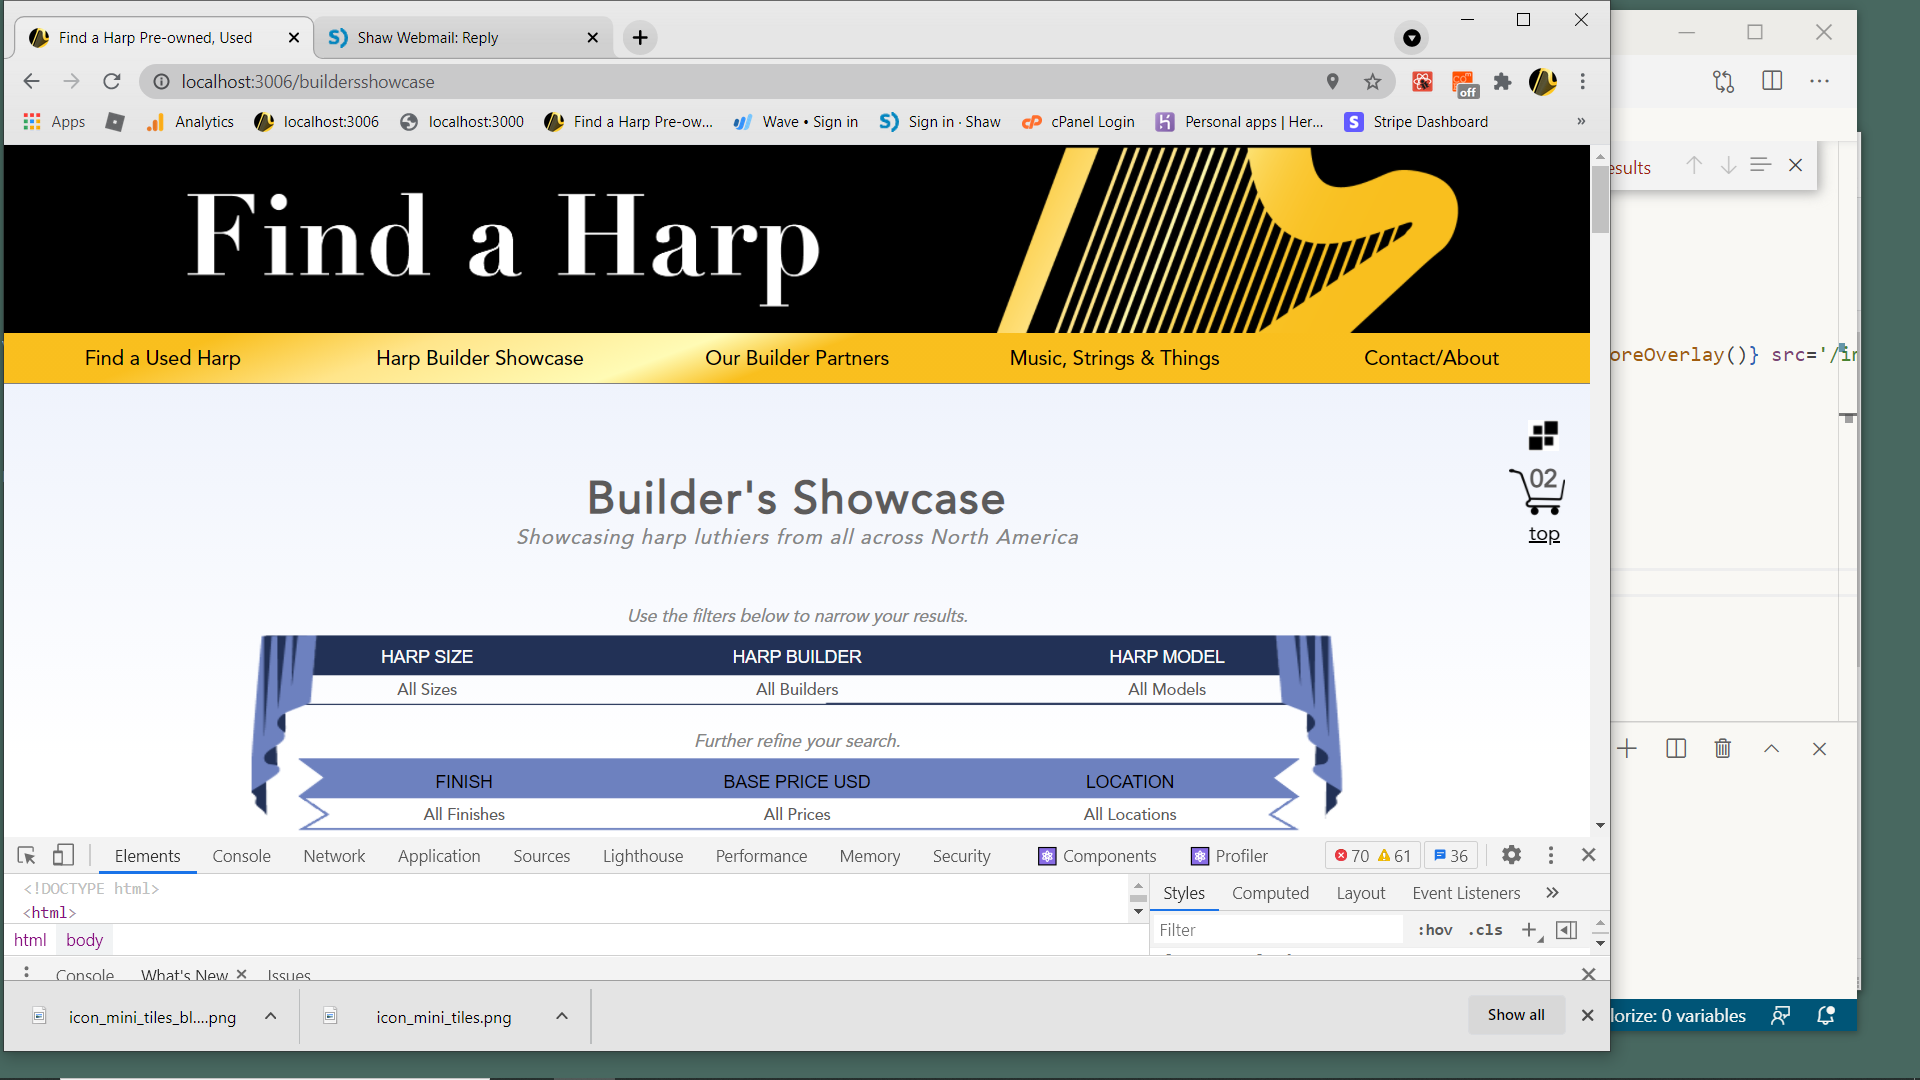 Find a Harp Pre-owned, Used
Shaw Webmail: Reply
localhost:3006/buildersshowcase
off
Apps
Analytics
localhost:3006
localhost:3000
Find a Harp Pre-ow...
Wave • Sign in
Sign in · Shaw
cPanel Login
Personal apps | Her...
Stripe Dashboard
»
Find a Harp
Find a Used Harp
Harp Builder Showcase
Our Builder Partners
Music, Strings & Things
Contact/About
02
top
Builder's Showcase
Showcasing harp luthiers from all across North America
Use the filters below to narrow your results.
HARP SIZE
HARP BUILDER
HARP MODEL
All Sizes
All Builders
All Models
Further refine your search.
FINISH
BASE PRICE USD
LOCATION
All Finishes
All Prices
All Locations
Elements
Console
Network
Application
Sources
Lighthouse
Performance
Memory
Security
Components
Profiler
70
61
36
<!DOCTYPE html>
<html>
html
body
Styles
Computed
Layout
Event Listeners
»
Filter
:hov
.cls
Console
What's New
Issues
icon_mini_tiles_bl....png
icon_mini_tiles.png
Show all
esults
oreOverlay()} src='/in
lorize: 0 variables